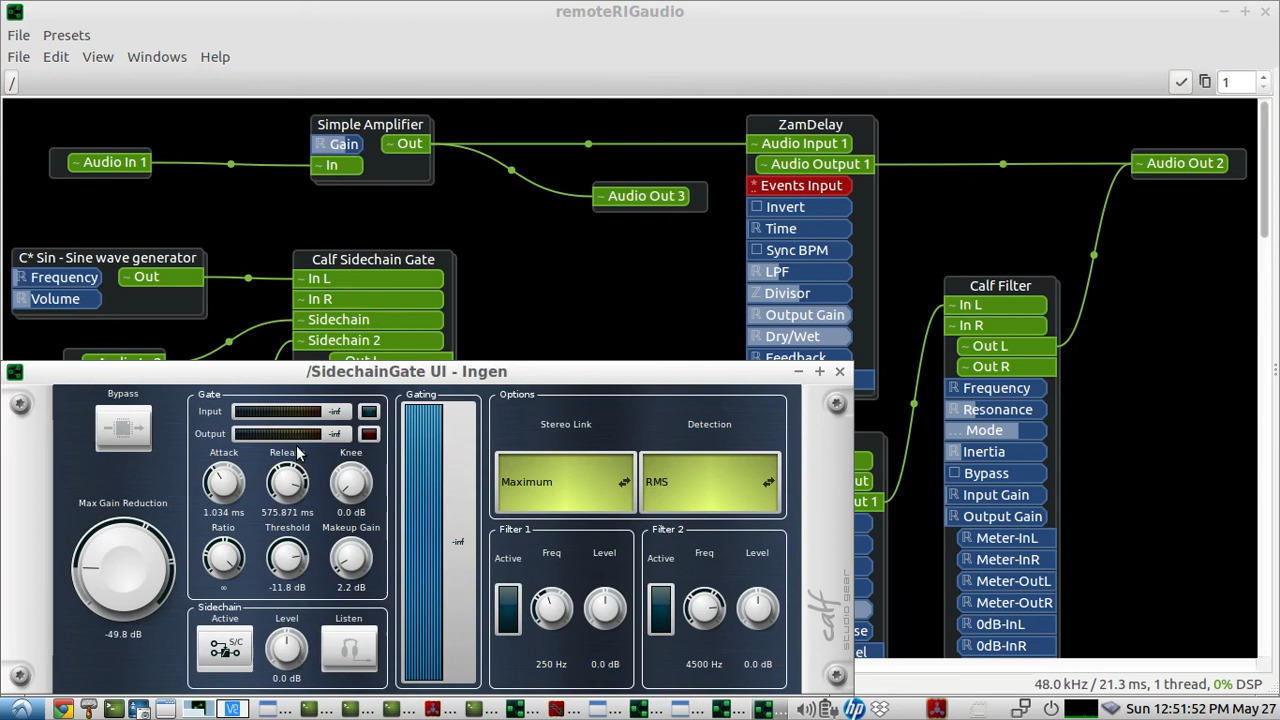 remoteRIGaudio
File Presets
File Edit View Windows Help
/
1
Simple Amplifier
Gain
~ Out
~ In
~ Audio In 1
~ Audio Out 3
ZamDelay
~ Audio Input 1
~ Audio Output 1
Events Input
Invert
Time
Sync BPM
LPF
Divisor
Output Gain
Dry/Wet
Feedback
~ Audio Out 2
C* Sin - Sine wave generator
Frequency
~ Out
Volume
Calf Sidechain Gate
~ In L
~ In R
~ Sidechain
~ Sidechain 2
Calf Filter
~ In L
~ In R
~ Out L
~ Out R
Frequency
Resonance
... Mode
Inertia
Bypass
Input Gain
Output Gain
Meter-InL
Meter-InR
Meter-OutL
Meter-OutR
0dB-InL
0dB-InR
/SidechainGate UI - Ingen
Bypass
Max Gain Reduction
-49.8 dB
Gate
Input -inf
Output -inf
Attack Release Knee
1.034 ms 575.871 ms 0.0 dB
Ratio Threshold Makeup Gain
∞ -11.8 dB 2.2 dB
Sidechain
Active Level Listen
S/C
0.0 dB
Gating
-inf
Options
Stereo Link Detection
Maximum RMS
Filter 1
Active Freq Level
250 Hz 0.0 dB
Filter 2
Active Freq Level
4500 Hz 0.0 dB
calf
studio gear
48.0 kHz / 21.3 ms, 1 thread, 0% DSP
Sun, 12:51:52 PM May 27